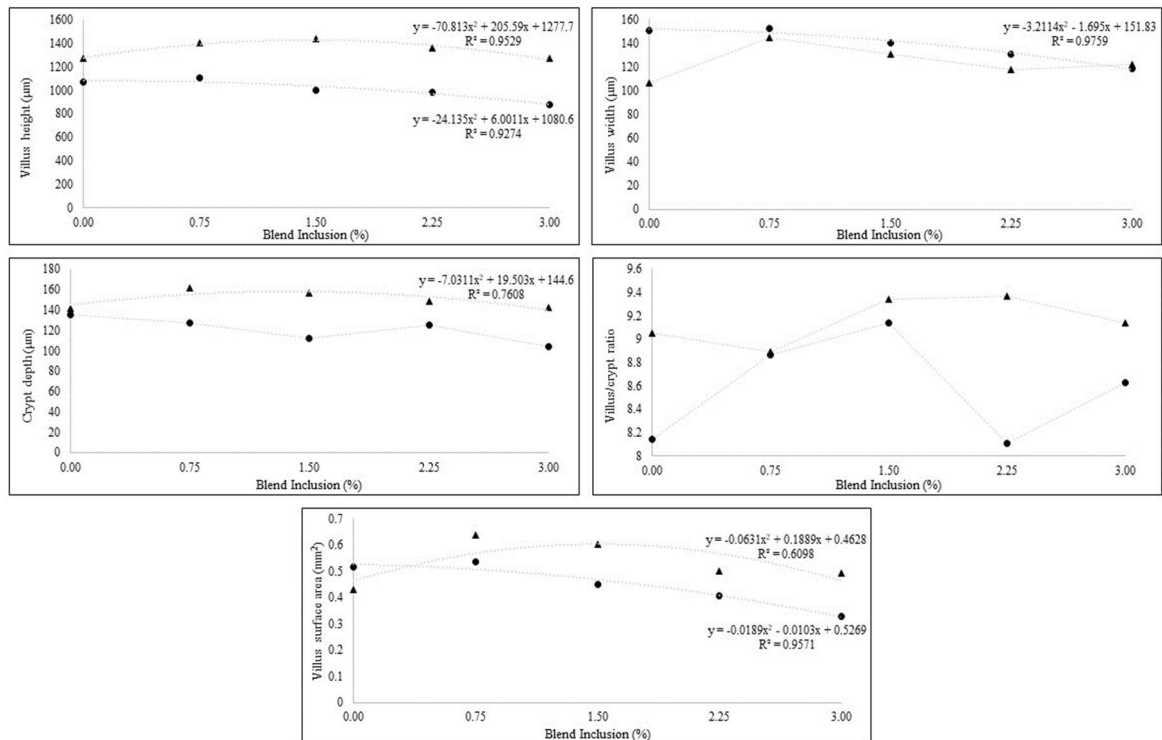 1600
1400
1200
1000
800
600
400
200
0
Villus height (μm)
y = -70.813x² + 205.59x + 1277.7
R² = 0.9529
y = -24.135x² + 6.0011x + 1080.6
R² = 0.9274
0.00 0.75 1.50 2.25 3.00
Blend Inclusion (%)
160
140
120
100
80
60
40
20
0
Villus width (μm)
y = -3.2114x² - 1.695x + 151.83
R² = 0.9759
0.00 0.75 1.50 2.25 3.00
Blend Inclusion (%)
180
160
140
120
100
80
60
40
20
0
Crypt depth (μm)
y = -7.0311x² + 19.503x + 144.6
R² = 0.7608
0.00 0.75 1.50 2.25 3.00
Blend Inclusion (%)
9.6
9.4
9.2
9
8.8
8.6
8.4
8.2
8
Villus/crypt ratio
0.00 0.75 1.50 2.25 3.00
Blend Inclusion (%)
0.7
0.6
0.5
0.4
0.3
0.2
0.1
0
Villus surface area (mm²)
y = -0.0631x² + 0.1889x + 0.4628
R² = 0.6098
y = -0.0189x² - 0.0103x + 0.5269
R² = 0.9571
0.00 0.75 1.50 2.25 3.00
Blend Inclusion (%)